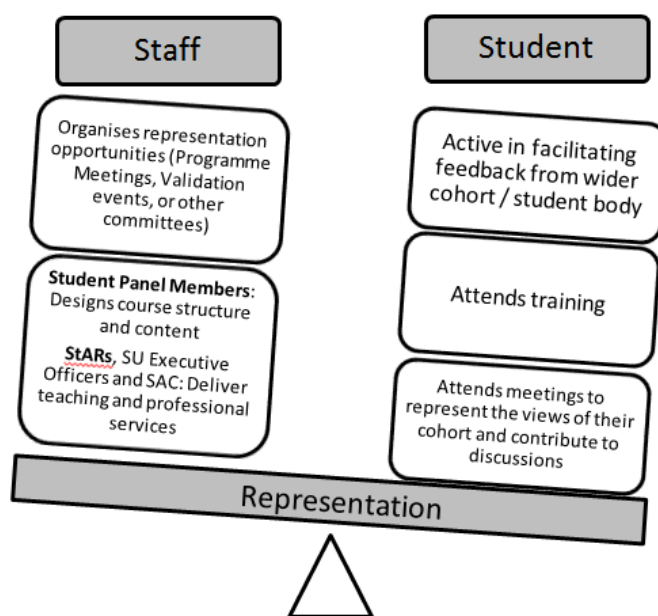 Staff
Organises representation
opportunities (Programme
Meetings, Validation
events, or other
committees)
Student Panel Members:
Designs course structure
and content
StARs, SU Executive
Officers and SAC: Deliver
teaching and professional
services
Student
Active in facilitating
feedback from wider
cohort / student body
Attends training
Attends meetings to
represent the views of their
cohort and contribute to
discussions
Representation